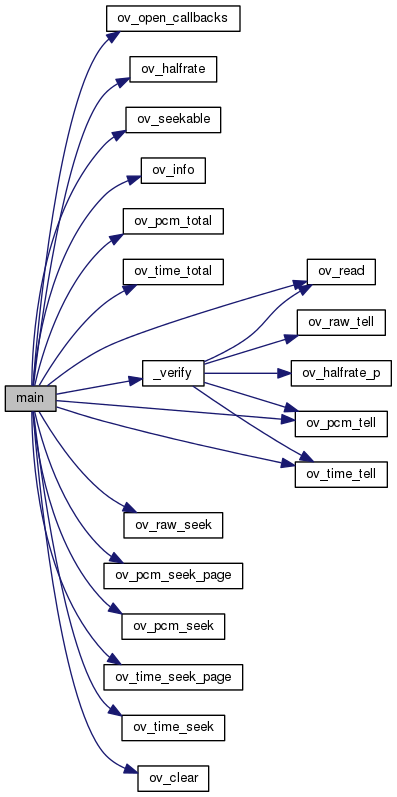 ov_open_callbacks
ov_halfrate
ov_seekable
ov_info
ov_pcm_total
ov_time_total
ov_read
ov_raw_tell
_verify
ov_halfrate_p
main
ov_pcm_tell
ov_time_tell
ov_raw_seek
ov_pcm_seek_page
ov_pcm_seek
ov_time_seek_page
ov_time_seek
ov_clear